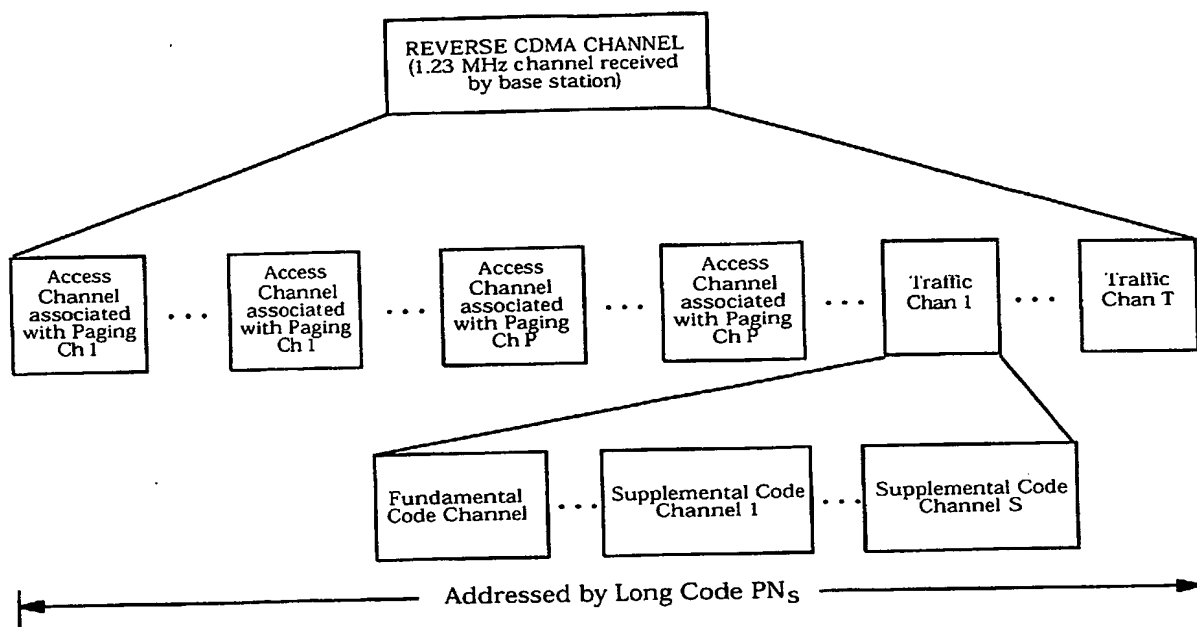 REVERSE CDMA CHANNEL
(1.23 MHz channel received
by base station)
Access
Channel
associated
with Paging
Ch 1
...
Access
Channel
associated
with Paging
Ch 1
...
Access
Channel
associated
with Paging
Ch P
...
Access
Channel
associated
with Paging
Ch P
...
Traffic
Chan 1
...
Traffic
Chan T
Fundamental
Code Channel
...
Supplemental Code
Channel 1
...
Supplemental Code
Channel S
Addressed by Long Code PNS